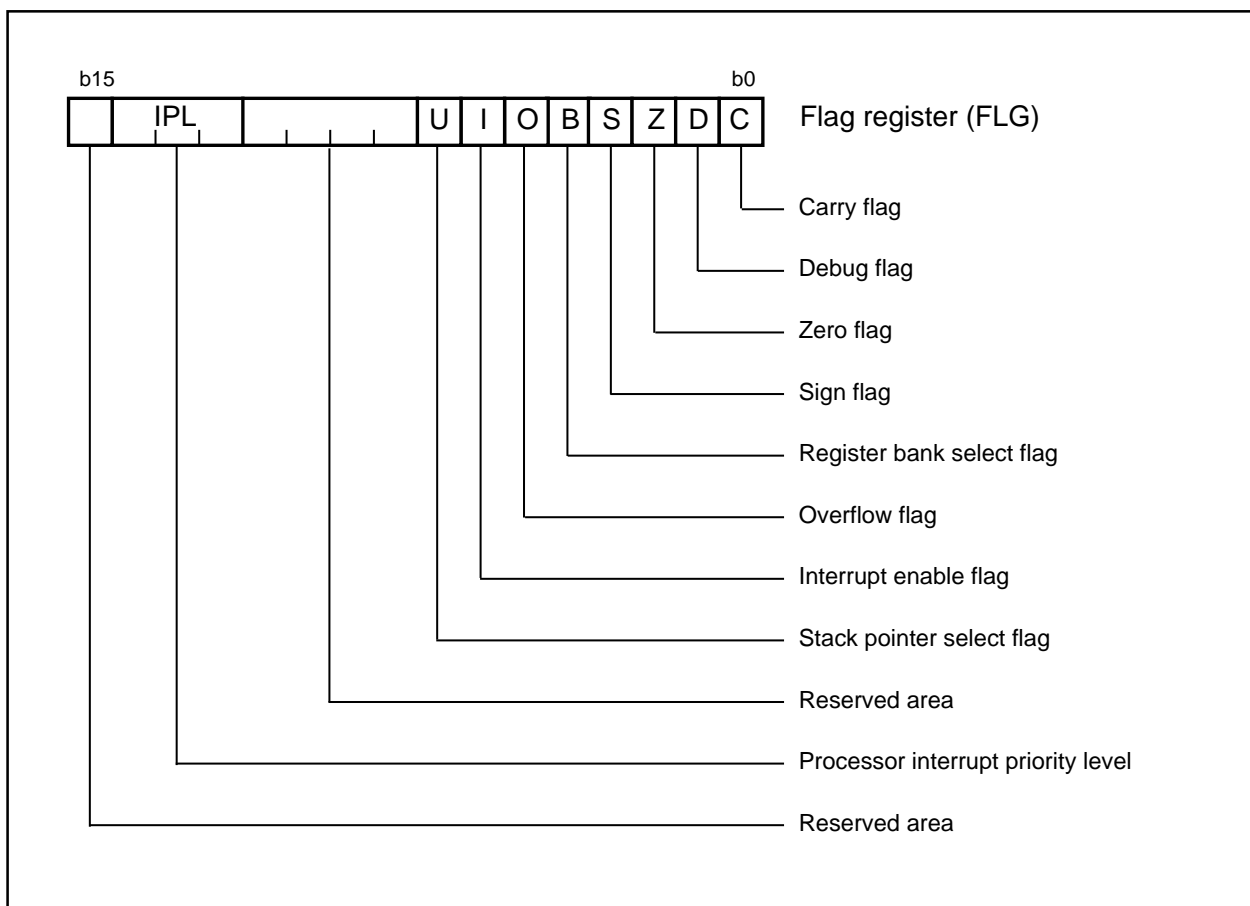 b15 b0
IPL U I O B S Z D C Flag register (FLG)
Carry flag
Debug flag
Zero flag
Sign flag
Register bank select flag
Overflow flag
Interrupt enable flag
Stack pointer select flag
Reserved area
Processor interrupt priority level
Reserved area